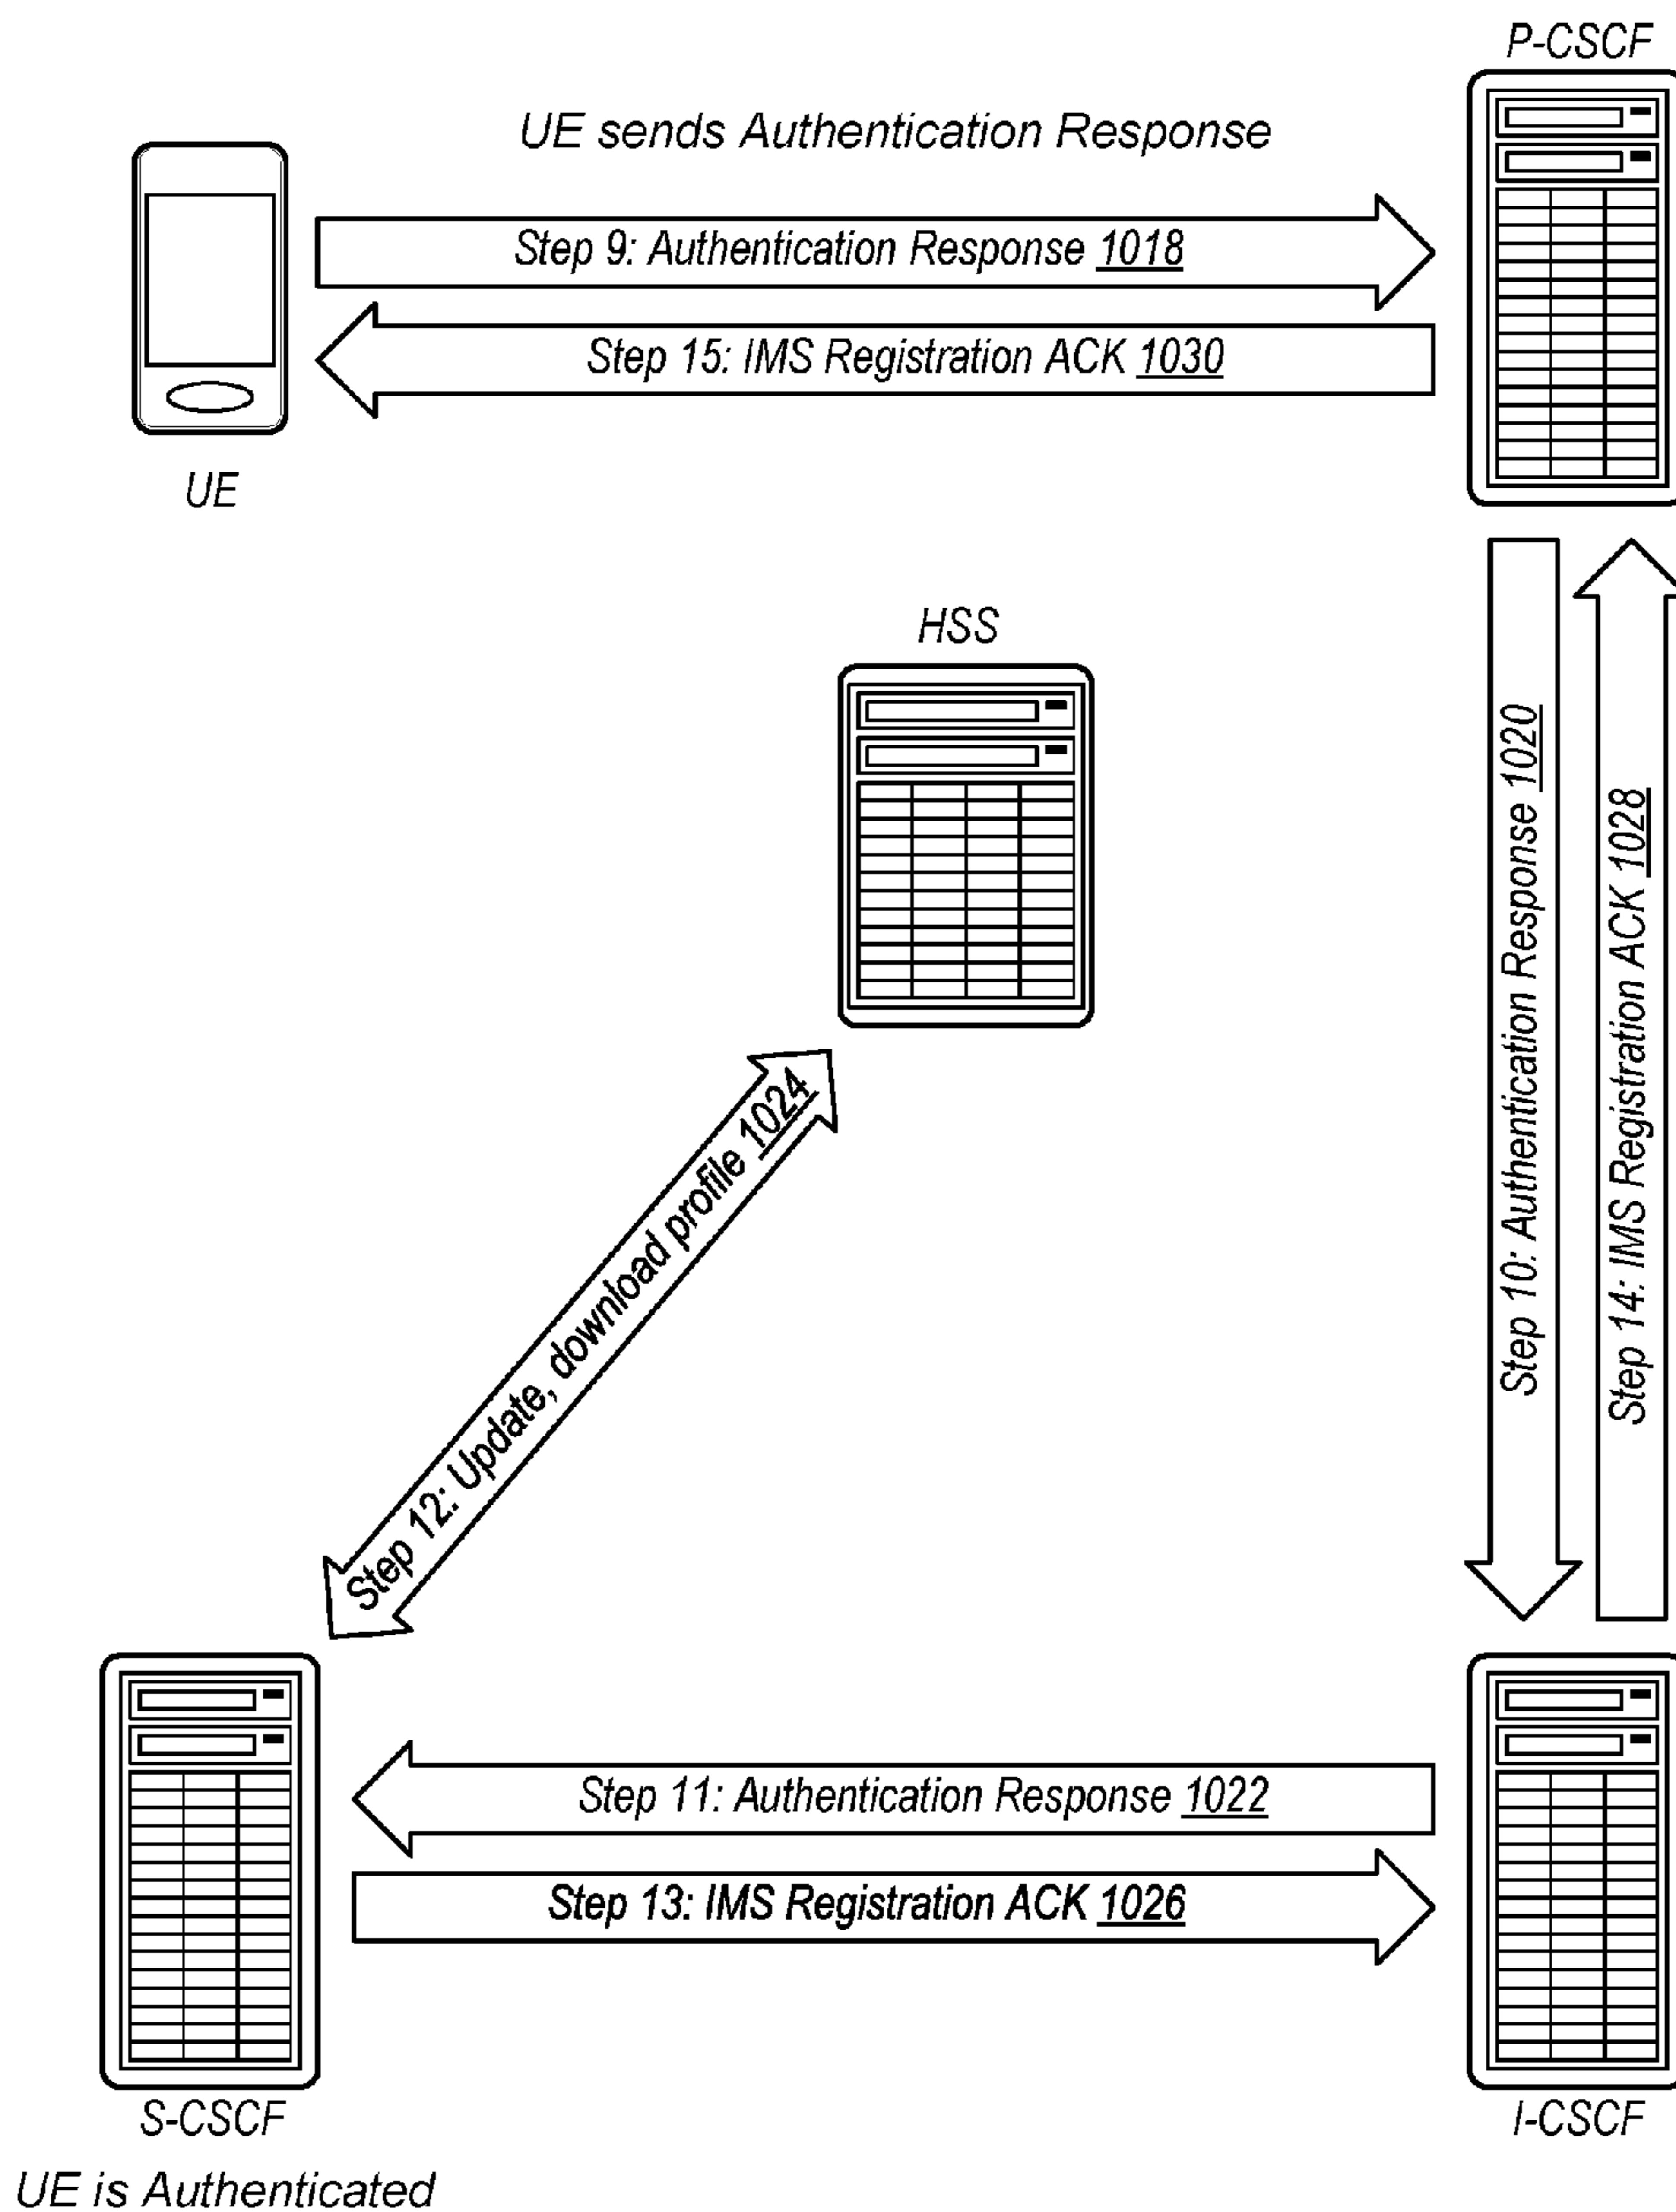 P-CSCF
UE sends Authentication Response
Step 9: Authentication Response 1018
Step 15: IMS Registration ACK 1030
UE
HSS
Step 10: Authentication Response 1020
Step 14: IMS Registration ACK 1028
Step 12: Update, download profile 1024
Step 11: Authentication Response 1022
Step 13: IMS Registration ACK 1026
S-CSCF
I-CSCF
UE is Authenticated